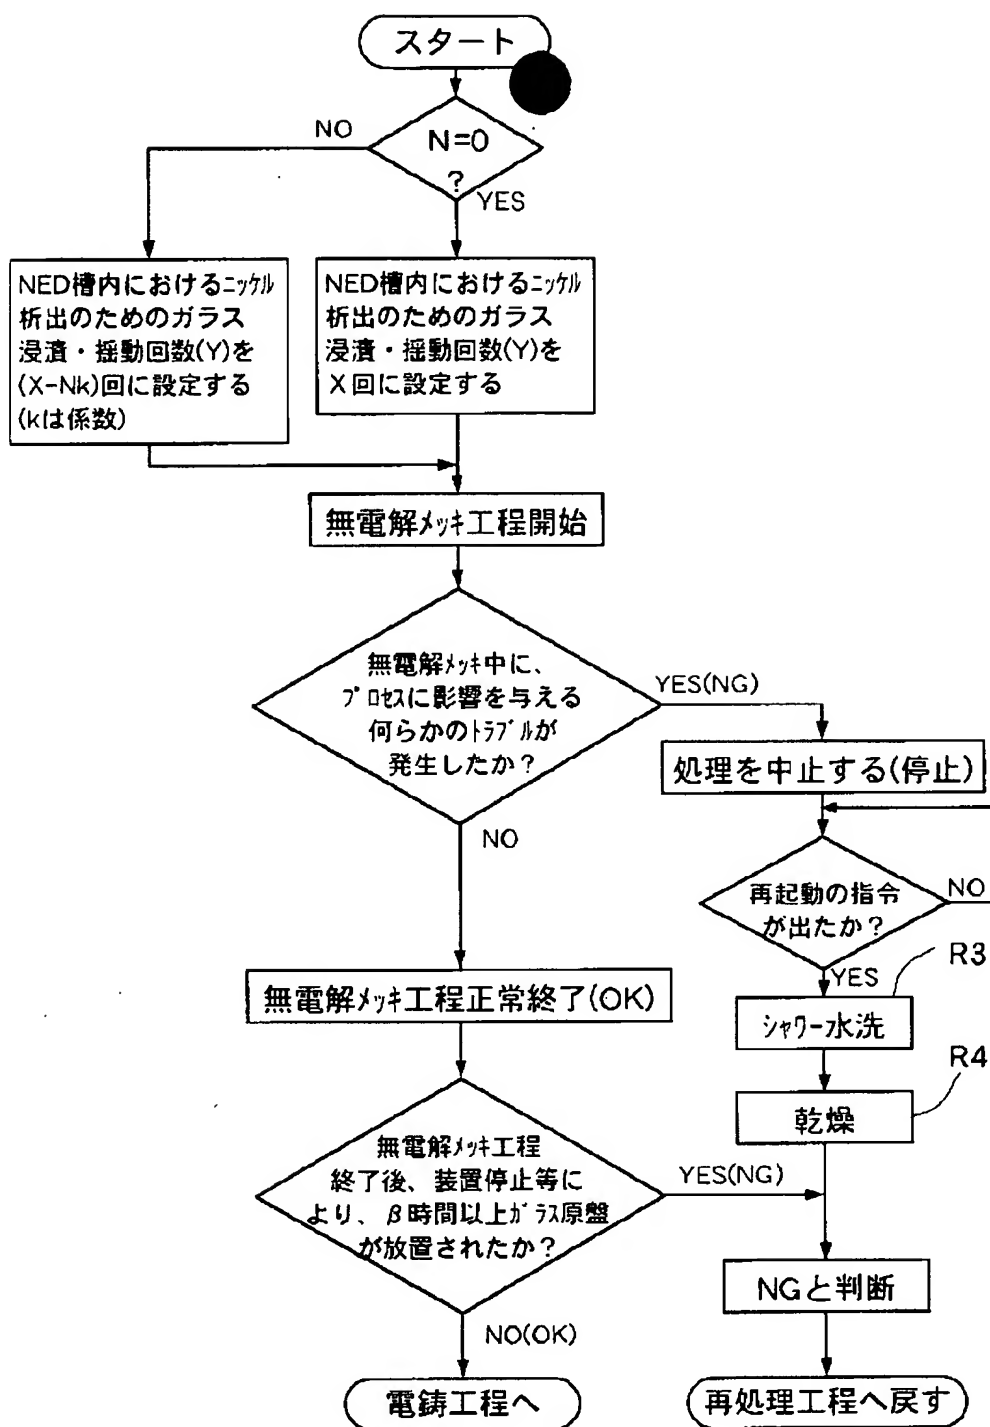 スタート
NO
N=0
?
YES
NED槽内におけるニッケル
析出のためのガラス
浸漬・揺動回数(Y)を
(X-Nk)回に設定する
(kは係数)
NED槽内におけるニッケル
析出のためのガラス
浸漬・揺動回数(Y)を
X回に設定する
無電解メッキ工程開始
無電解メッキ中に、
プロセスに影響を与える
何らかのトラブルが
発生したか？
YES(NG)
NO
処理を中止する(停止)
再起動の指令
が出たか？
NO
YES
R3
シャワー水洗
R4
乾燥
無電解メッキ工程正常終了(OK)
無電解メッキ工程
終了後、装置停止等に
より、β時間以上ガラス原盤
が放置されたか？
YES(NG)
NO(OK)
NGと判断
電鋳工程へ
再処理工程へ戻す